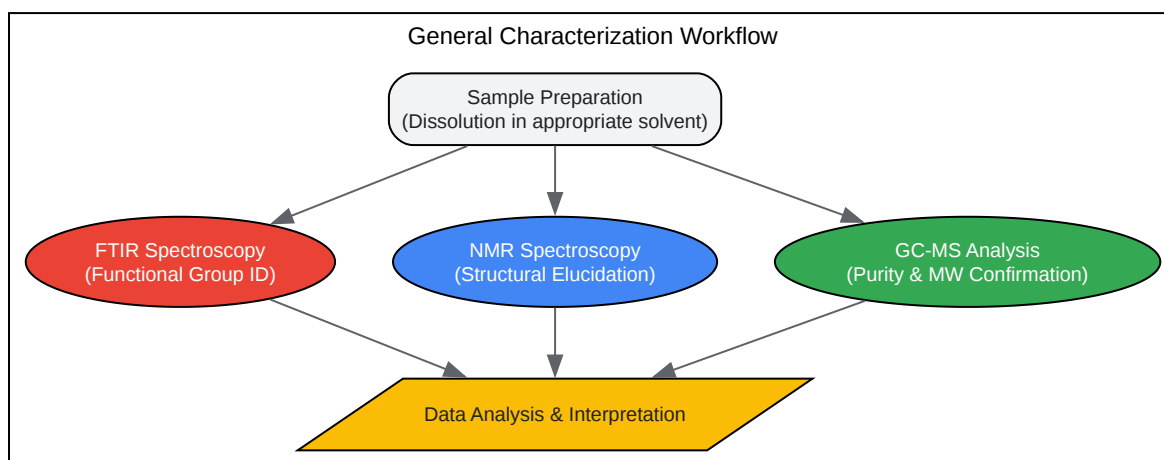 General Characterization Workflow
Sample Preparation
(Dissolution in appropriate solvent)
FTIR Spectroscopy
(Functional Group ID)
NMR Spectroscopy
(Structural Elucidation)
GC-MS Analysis
(Purity & MW Confirmation)
Data Analysis & Interpretation